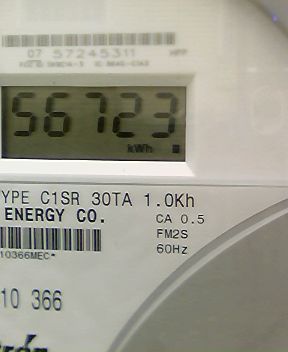 07 57245311
56723
kWh
YPE C1SR 30TA 1.0Kh
ENERGY CO.
CA 0.5
FM2S
10366MEC*
60Hz
10 366